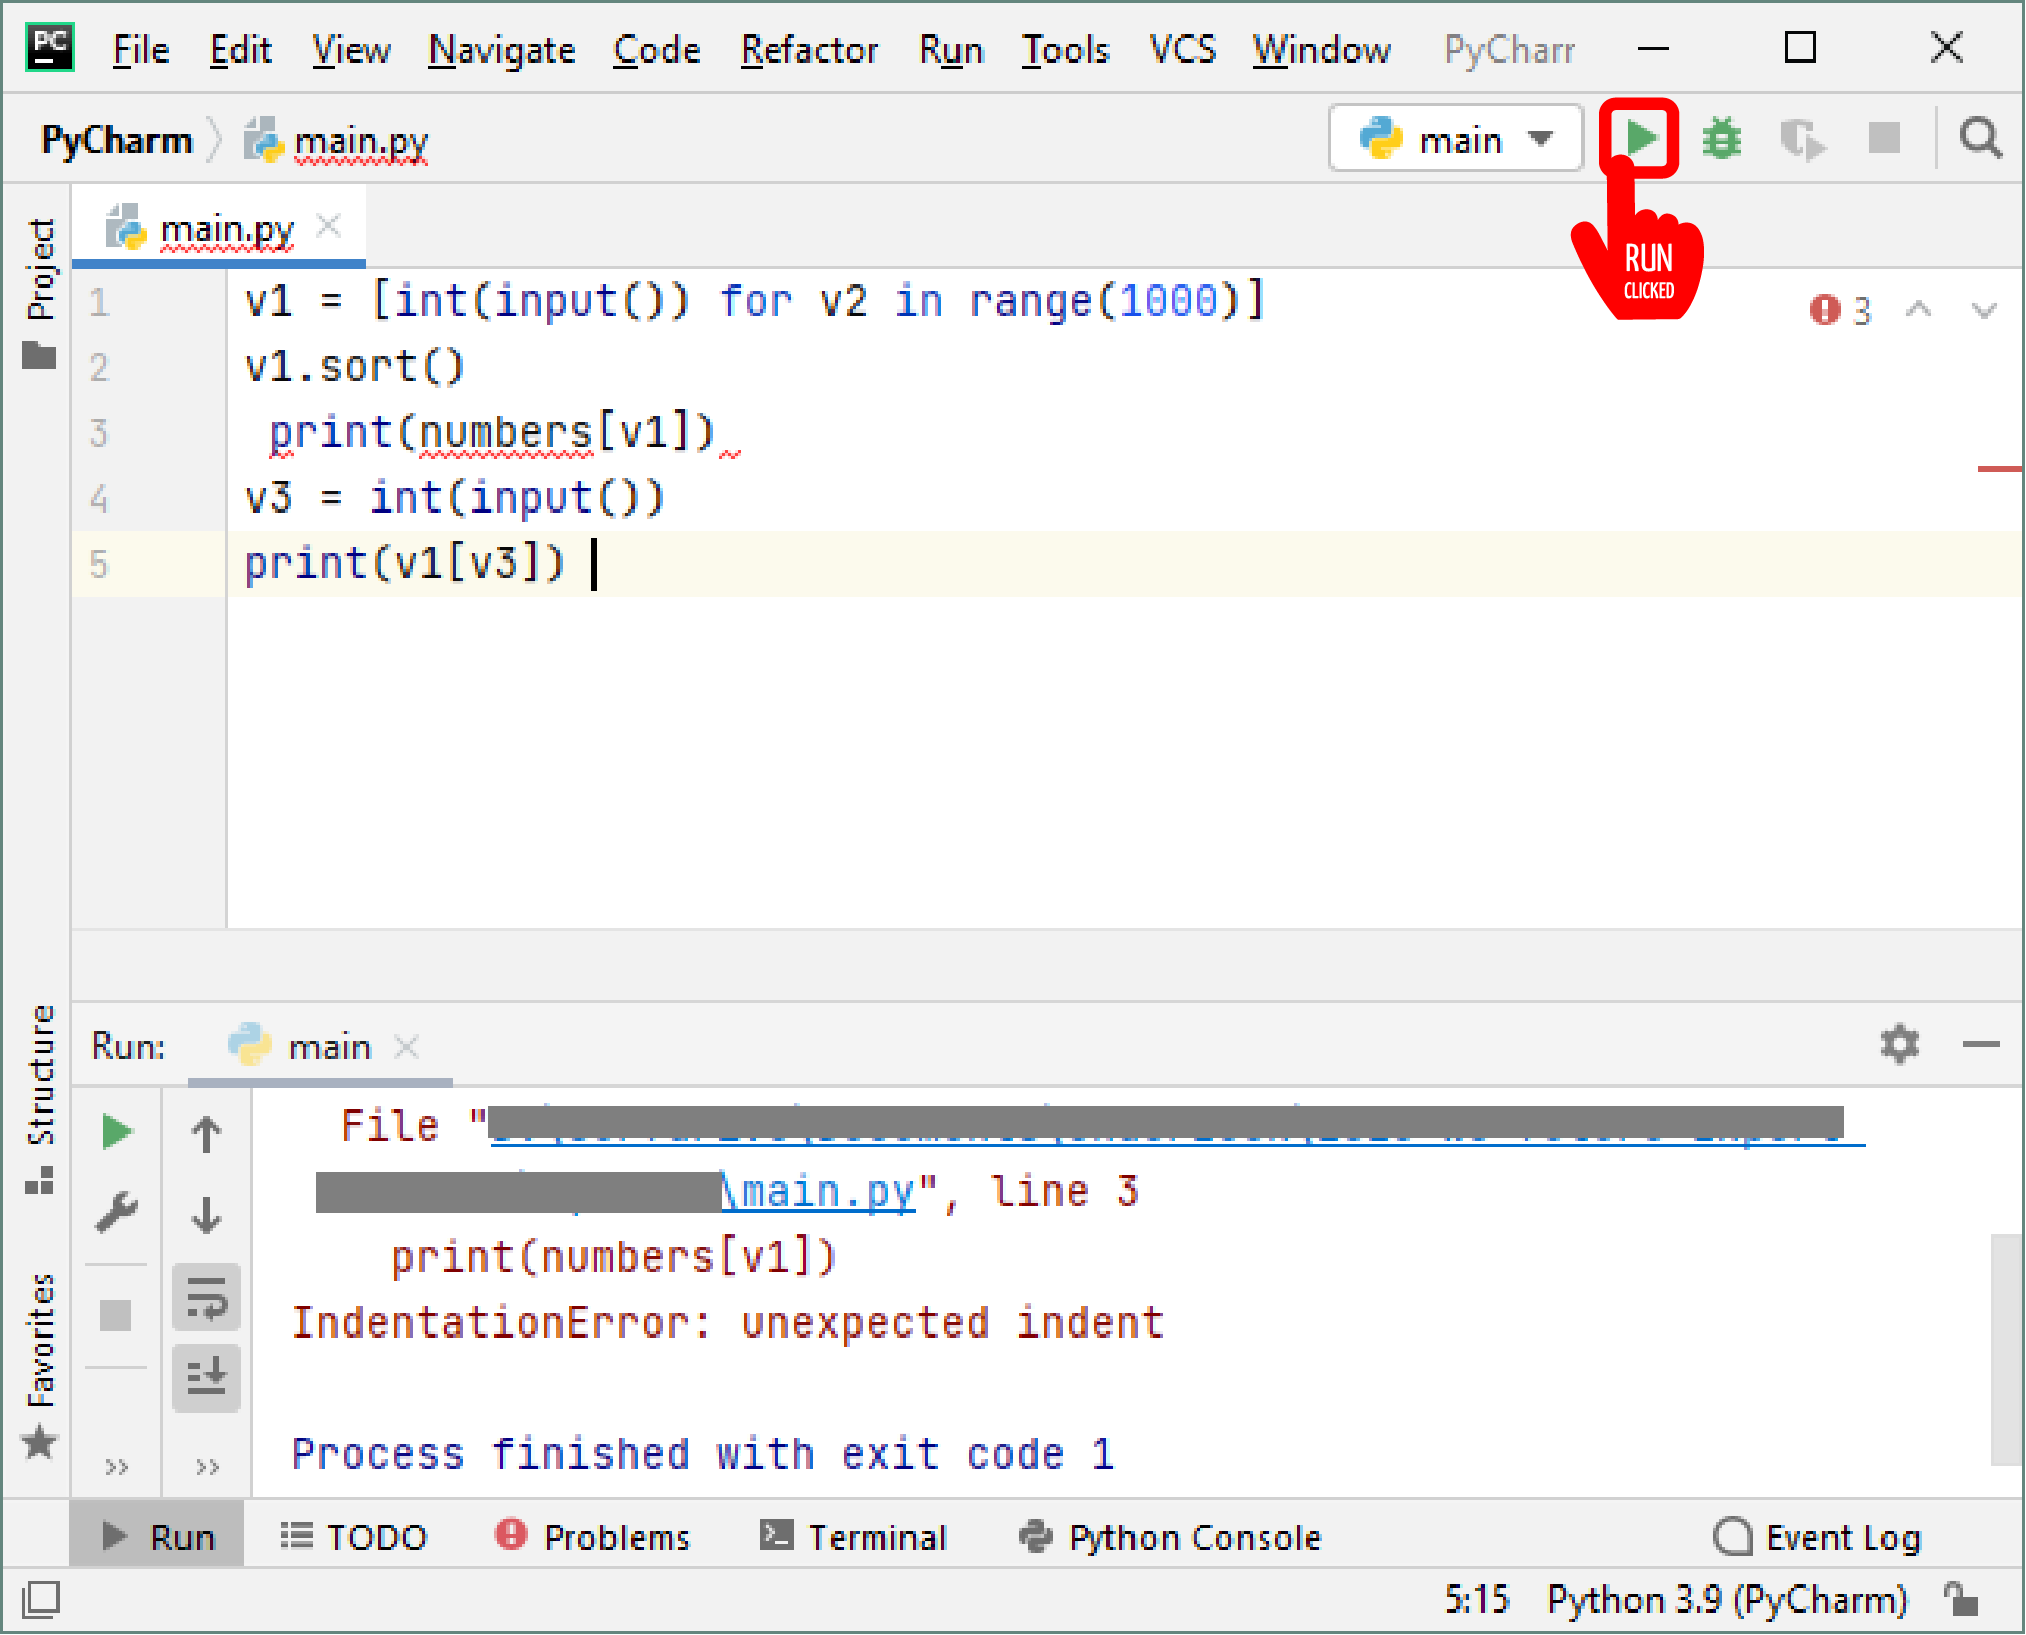 PC File Edit View Navigate Code Refactor Run Tools VCS Window PyCharr
PyCharm main.py main
RUN
CLICKED
Project
main.py
1 v1 = [int(input()) for v2 in range(1000)]
3
2 v1.sort()
3  print(numbers[v1])
4 v3 = int(input())
5 print(v1[v3])
Structure
Favorites
Run: main
File "
\main.py", line 3
print(numbers[v1])
IndentationError: unexpected indent
Process finished with exit code 1
Run TODO Problems Terminal Python Console Event Log
5:15 Python 3.9 (PyCharm)